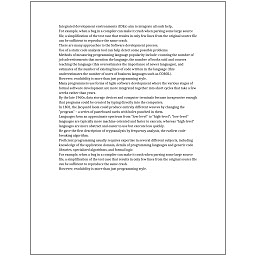 Integrated development environments (IDEs) aim to integrate all such help.
For example, when a bug in a compiler can make it crash when parsing some large source
file, a simplification of the test case that results in only few lines from the original source file
can be sufficient to reproduce the same crash.
There are many approaches to the Software development process.
Use of a static code analysis tool can help detect some possible problems.
Methods of measuring programming language popularity include: counting the number of
job advertisements that mention the language, the number of books sold and courses
teaching the language (this overestimates the importance of newer languages), and
estimates of the number of existing lines of code written in the language (this
underestimates the number of users of business languages such as COBOL).
However, readability is more than just programming style.
Many programmers use forms of Agile software development where the various stages of
formal software development are more integrated together into short cycles that take a few
weeks rather than years.
By the late 1960s, data storage devices and computer terminals became inexpensive enough
that programs could be created by typing directly into the computers.
In 1801, the Jacquard loom could produce entirely different weaves by changing the
"program" – a series of pasteboard cards with holes punched in them.
Languages form an approximate spectrum from "low-level" to "high-level"; "low-level"
languages are typically more machine-oriented and faster to execute, whereas "high-level"
languages are more abstract and easier to use but execute less quickly.
He gave the first description of cryptanalysis by frequency analysis, the earliest code-
breaking algorithm.
Proficient programming usually requires expertise in several different subjects, including
knowledge of the application domain, details of programming languages and generic code
libraries, specialized algorithms, and formal logic.
For example, when a bug in a compiler can make it crash when parsing some large source
file, a simplification of the test case that results in only few lines from the original source file
can be sufficient to reproduce the same crash.
However, readability is more than just programming style.